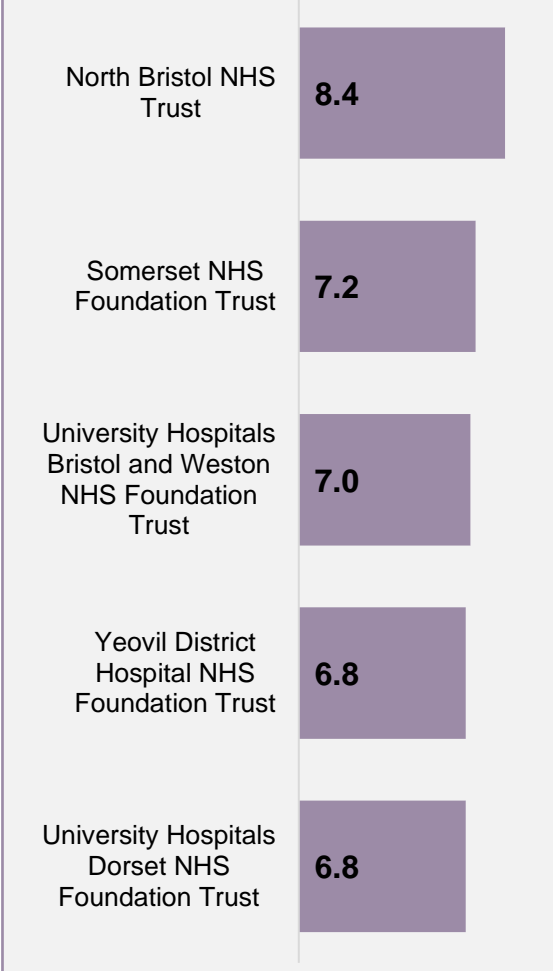 North Bristol NHS
Trust
8.4
Somerset NHS
Foundation Trust
7.2
University Hospitals
Bristol and Weston
NHS Foundation
Trust
7.0
Yeovil District
Hospital NHS
Foundation Trust
6.8
University Hospitals
Dorset NHS
Foundation Trust
6.8